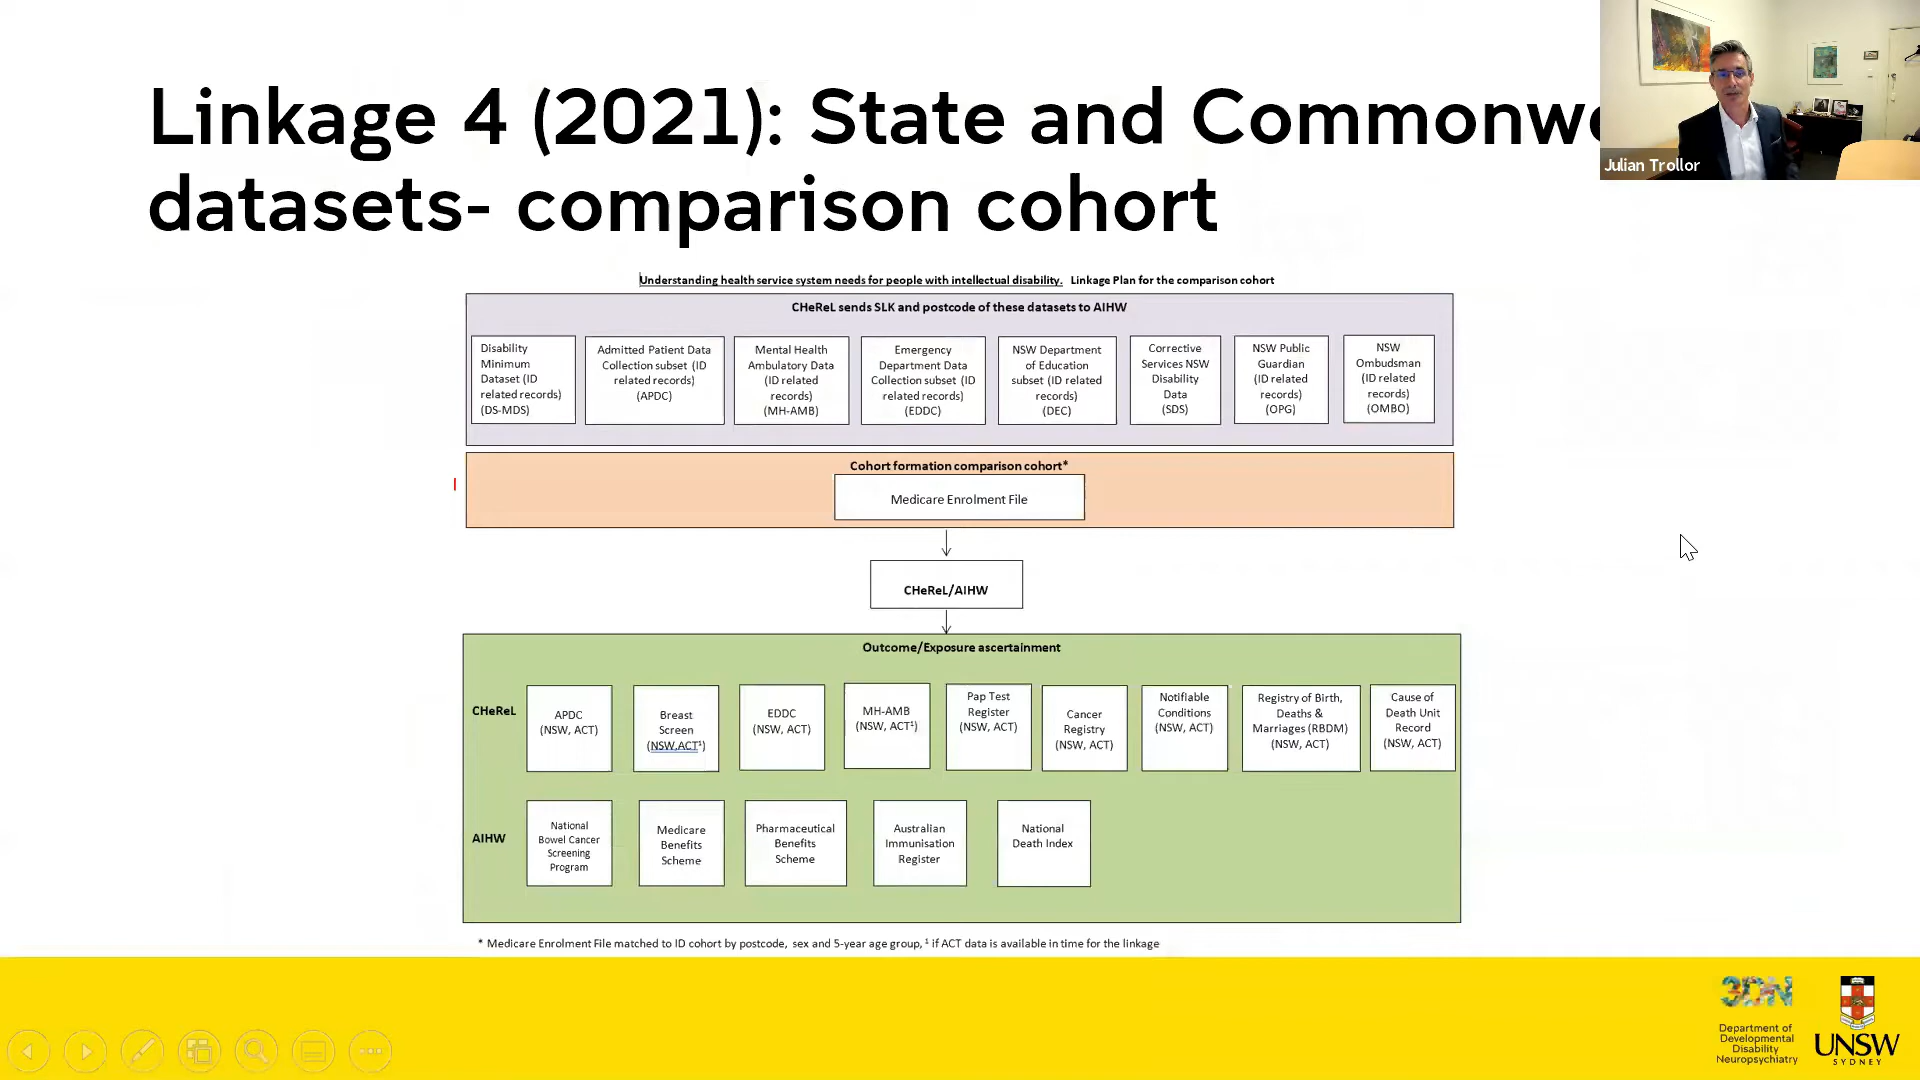 Linkage 4 (2021): State and Commonwe
datasets- comparison cohort
Julian Trollor
Understanding health service system needs for people with intellectual disability. Linkage Plan for the comparison cohort
CHeReL sends SLK and postcode of these datasets to AIHW
Disability
Minimum
Dataset (ID
related records)
(DS-MDS)
Admitted Patient Data
Collection subset (ID
related records)
(APDC)
Mental Health
Ambulatory Data
(ID related
records)
(MH-AMB)
Emergency
Department Data
Collection subset (ID
related records)
(EDDC)
NSW Department
of Education
subset (ID related
records)
(DEC)
Corrective
Services NSW
Disability
Data
(SDS)
NSW Public
Guardian
(ID related
records)
(OPG)
NSW
Ombudsman
(ID related
records)
(OMBO)
Cohort formation comparison cohort*
Medicare Enrolment File
CHeReL/AIHW
Outcome/Exposure ascertainment
CHeReL
APDC
(NSW, ACT)
Breast
Screen
(NSW,ACT¹)
EDDC
(NSW, ACT)
MH-AMB
(NSW, ACT¹)
Pap Test
Register
(NSW, ACT)
Cancer
Registry
(NSW, ACT)
Notifiable
Conditions
(NSW, ACT)
Registry of Birth,
Deaths &
Marriages (RBDM)
(NSW, ACT)
Cause of
Death Unit
Record
(NSW, ACT)
AIHW
National
Bowel Cancer
Screening
Program
Medicare
Benefits
Scheme
Pharmaceutical
Benefits
Scheme
Australian
Immunisation
Register
National
Death Index
* Medicare Enrolment File matched to ID cohort by postcode, sex and 5-year age group, ¹ if ACT data is available in time for the linkage
3DN
Department of
Developmental
Disability
Neuropsychiatry
UNSW
SYDNEY